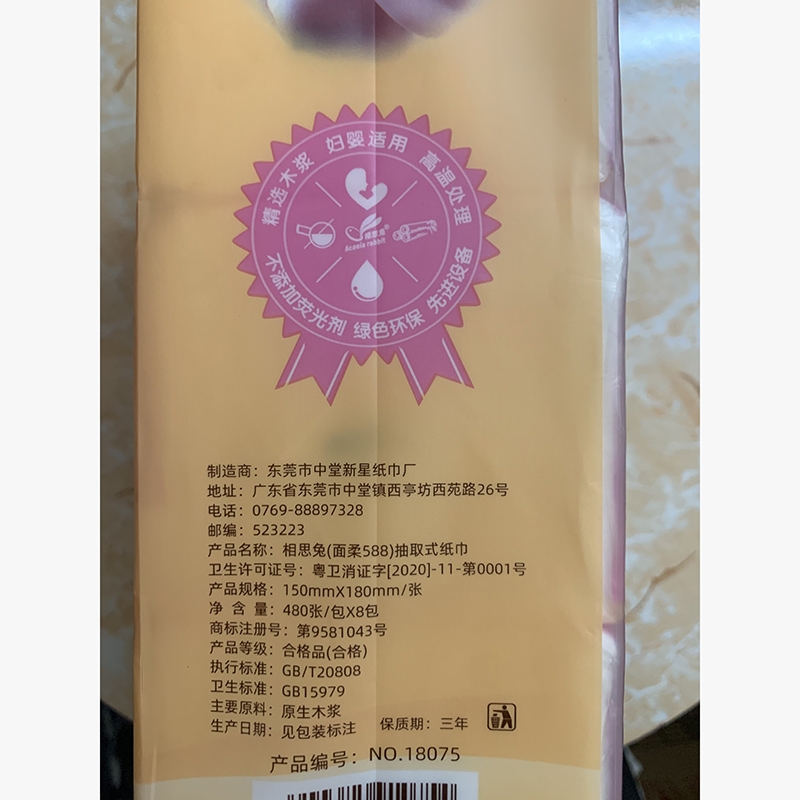 精选木浆 妇婴适用 高温处理
相思兔®
Acacia rabbit
不添加荧光剂 绿色环保 先进设备
制造商：东莞市中堂新星纸巾厂
地址：广东省东莞市中堂镇西亭坊西苑路26号
电话：0769-88897328
邮编：523223
产品名称：相思兔(面柔588)抽取式纸巾
卫生许可证号：粤卫消证字[2020]-11-第0001号
产品规格：150mmX180mm/张
净 含 量：480张/包X8包
商标注册号：第9581043号
产品等级：合格品(合格)
执行标准：GB/T20808
卫生标准：GB15979
主要原料：原生木浆
生产日期：见包装标注 保质期：三年
产品编号：NO.18075